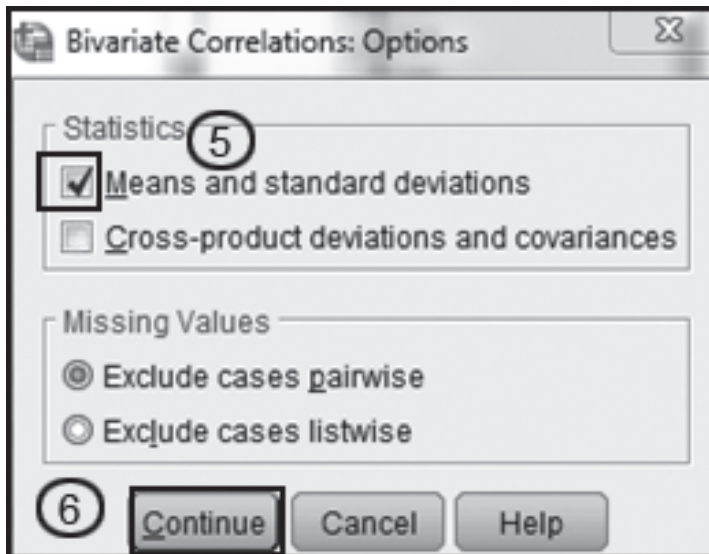 Bivariate Correlations: Options
Statistics
5
Means and standard deviations
Cross-product deviations and covariances
Missing Values
Exclude cases pairwise
Exclude cases listwise
6
Continue Cancel Help